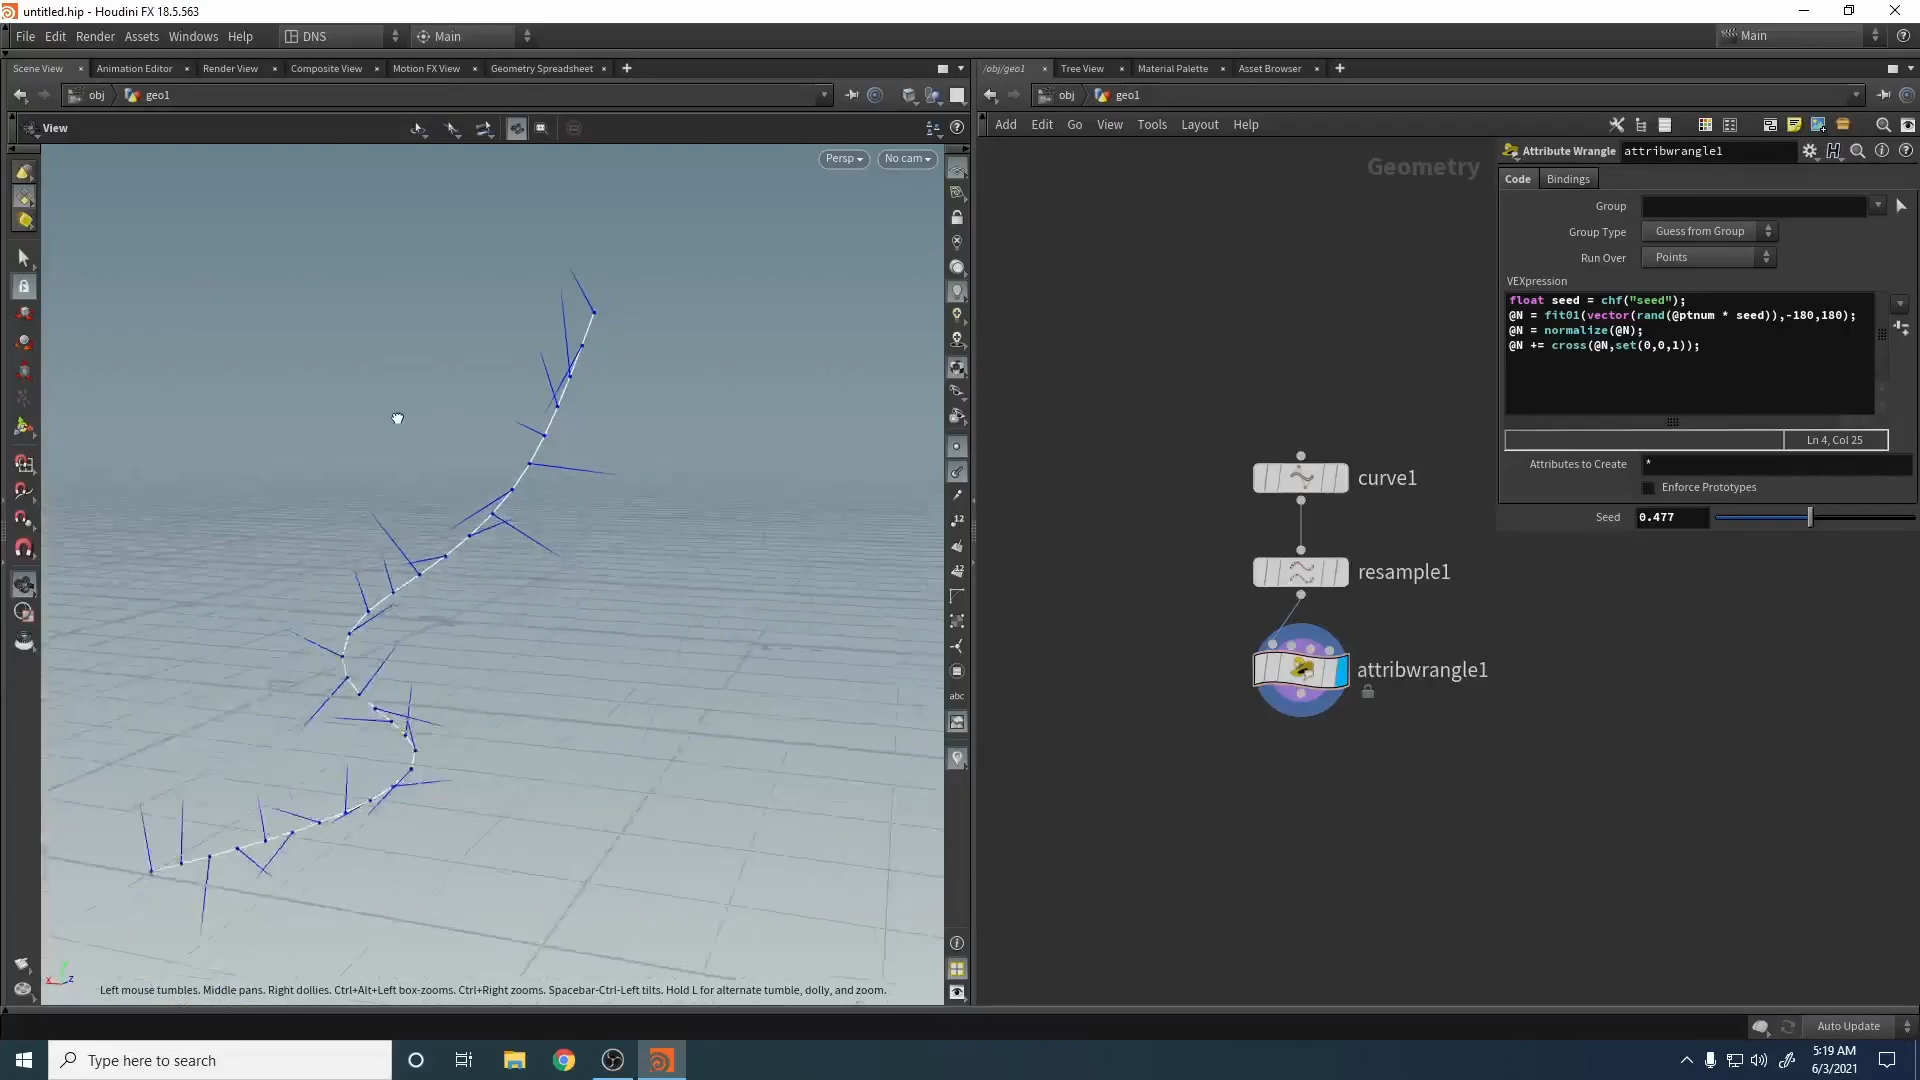 untitled.hip - Houdini FX 18.5.563
File Edit Render Assets Windows Help DNS Main Main
Scene View Animation Editor Render View Composite View Motion FX View Geometry Spreadsheet
/obj/geo1 Tree View Material Palette Asset Browser
obj geo1
obj geo1
View
Add Edit Go View Tools Layout Help
Persp No cam
Geometry
Attribute Wrangle attribwrangle1
Code Bindings
Group
Group Type Guess from Group
Run Over Points
VEXpression
float seed = chf("seed");
@N = fit01(vector(rand(@ptnum * seed)),-180,180);
@N = normalize(@N);
@N += cross(@N,set(0,0,1));
Ln 4, Col 25
Attributes to Create *
Enforce Prototypes
Seed 0.477
curve1
resample1
attribwrangle1
12
12
abc
x z
Left mouse tumbles. Middle pans. Right dollies. Ctrl+Alt+Left box-zooms. Ctrl+Right zooms. Spacebar-Ctrl-Left tilts. Hold L for alternate tumble, dolly, and zoom.
Auto Update
Type here to search
5:19 AM
6/3/2021